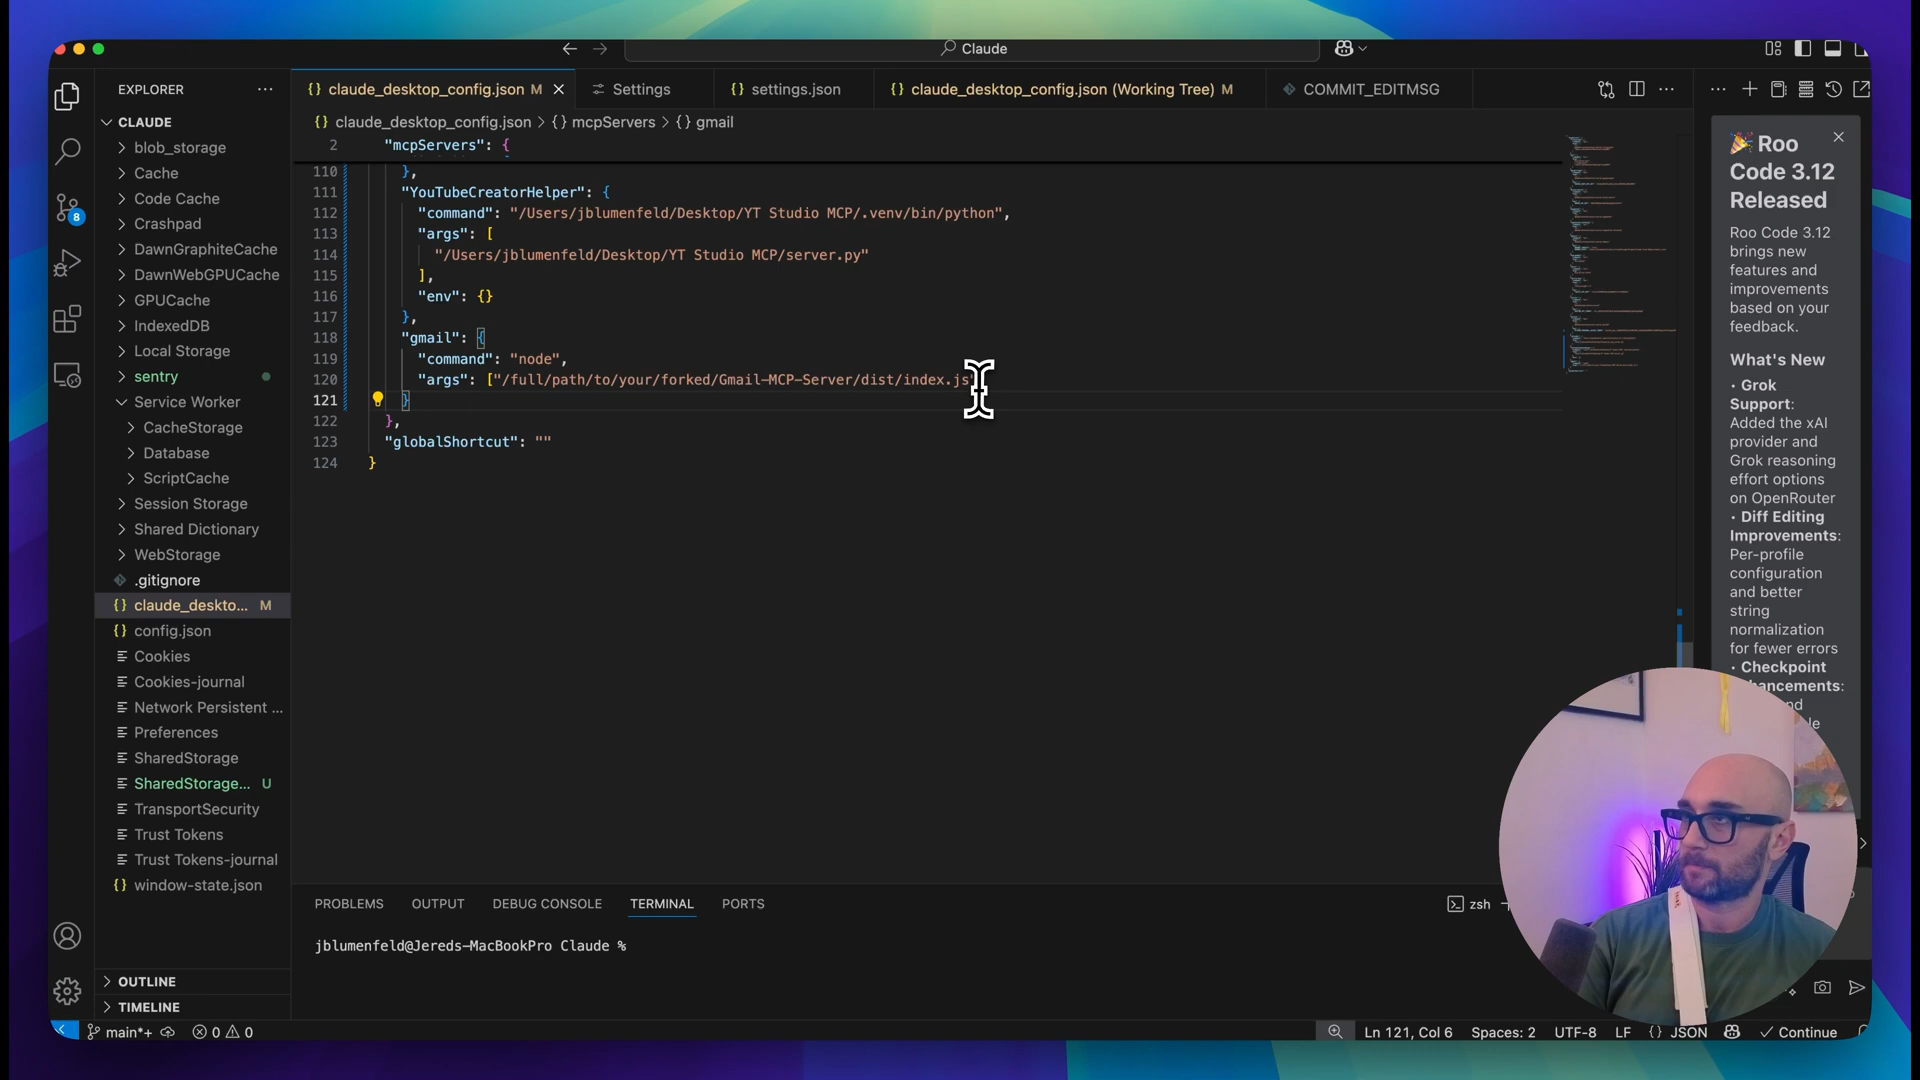 Claude
EXPLORER
CLAUDE
blob_storage
Cache
Code Cache
Crashpad
DawnGraphiteCache
DawnWebGPUCache
GPUCache
IndexedDB
Local Storage
sentry
Service Worker
CacheStorage
Database
ScriptCache
Session Storage
Shared Dictionary
WebStorage
.gitignore
claude_deskto... M
config.json
Cookies
Cookies-journal
Network Persistent ...
Preferences
SharedStorage
SharedStorage... U
TransportSecurity
Trust Tokens
Trust Tokens-journal
window-state.json
OUTLINE
TIMELINE
8
claude_desktop_config.json M
Settings
settings.json
claude_desktop_config.json (Working Tree) M
COMMIT_EDITMSG
claude_desktop_config.json > {} mcpServers > {} gmail
2 "mcpServers": {
110 },
111 "YouTubeCreatorHelper": {
112 "command": "/Users/jblumenfeld/Desktop/YT Studio MCP/.venv/bin/python",
113 "args": [
114 "/Users/jblumenfeld/Desktop/YT Studio MCP/server.py"
115 ],
116 "env": {}
117 },
118 "gmail": {
119 "command": "node",
120 "args": ["/full/path/to/your/forked/Gmail-MCP-Server/dist/index.js
121 }
122 },
123 "globalShortcut": ""
124 }
PROBLEMS OUTPUT DEBUG CONSOLE TERMINAL PORTS
zsh
jblumenfeld@Jereds-MacBookPro Claude %
🎉 Roo
Code 3.12
Released
Roo Code 3.12
brings new
features and
improvements
based on your
feedback.
What's New
• Grok
Support:
Added the xAI
provider and
Grok reasoning
effort options
on OpenRouter
• Diff Editing
Improvements:
Per-profile
configuration
and better
string
normalization
for fewer errors
• Checkpoint
main*+ 0 0
Ln 121, Col 6 Spaces: 2 UTF-8 LF {} JSON Continue